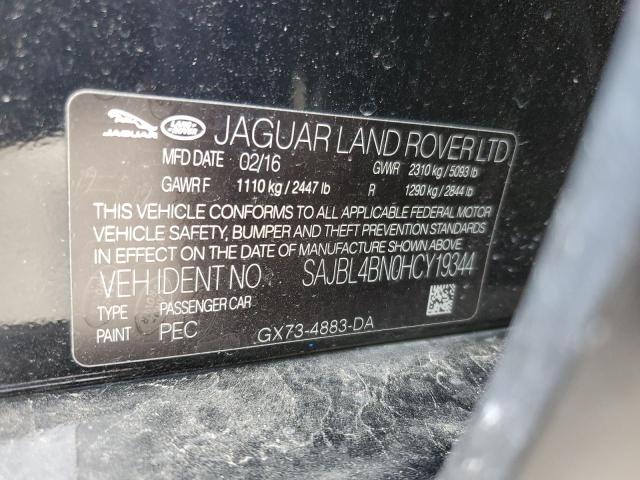 JAGUAR LAND ROVER JAGUAR LAND ROVER LTD
MFD DATE 02/16 GVWR 2310 kg / 5093 lb
GAWR F 1110 kg / 2447 lb R 1290 kg / 2844 lb
THIS VEHICLE CONFORMS TO ALL APPLICABLE FEDERAL MOTOR
VEHICLE SAFETY, BUMPER AND THEFT PREVENTION STANDARDS
IN EFFECT ON THE DATE OF MANUFACTURE SHOWN ABOVE.
VEH IDENT NO SAJBL4BN0HCY19344
TYPE PASSENGER CAR
PAINT PEC GX73-4883-DA